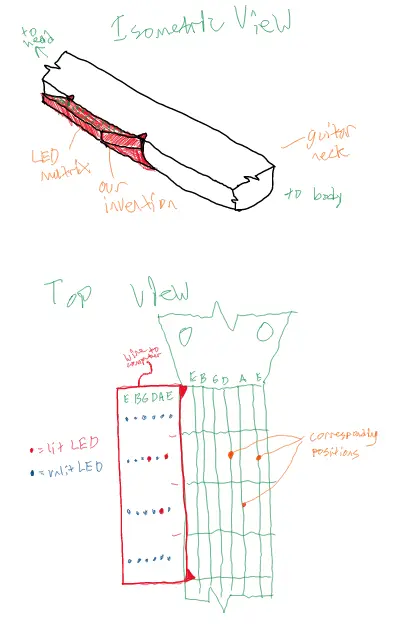 Isometric View
to
head
LED
matrix
our
invention
guitar
neck
to body
Top View
wire to
computer
E B G D A E
E B G D A E
= lit LED
= unlit LED
corresponding
positions